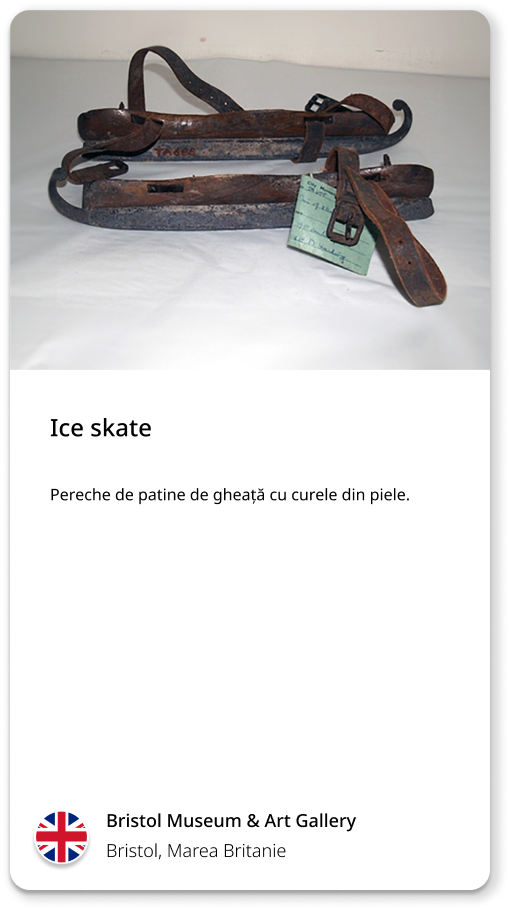 Ice skate
Pereche de patine de gheață cu curele din piele.
Bristol Museum & Art Gallery
Bristol, Marea Britanie